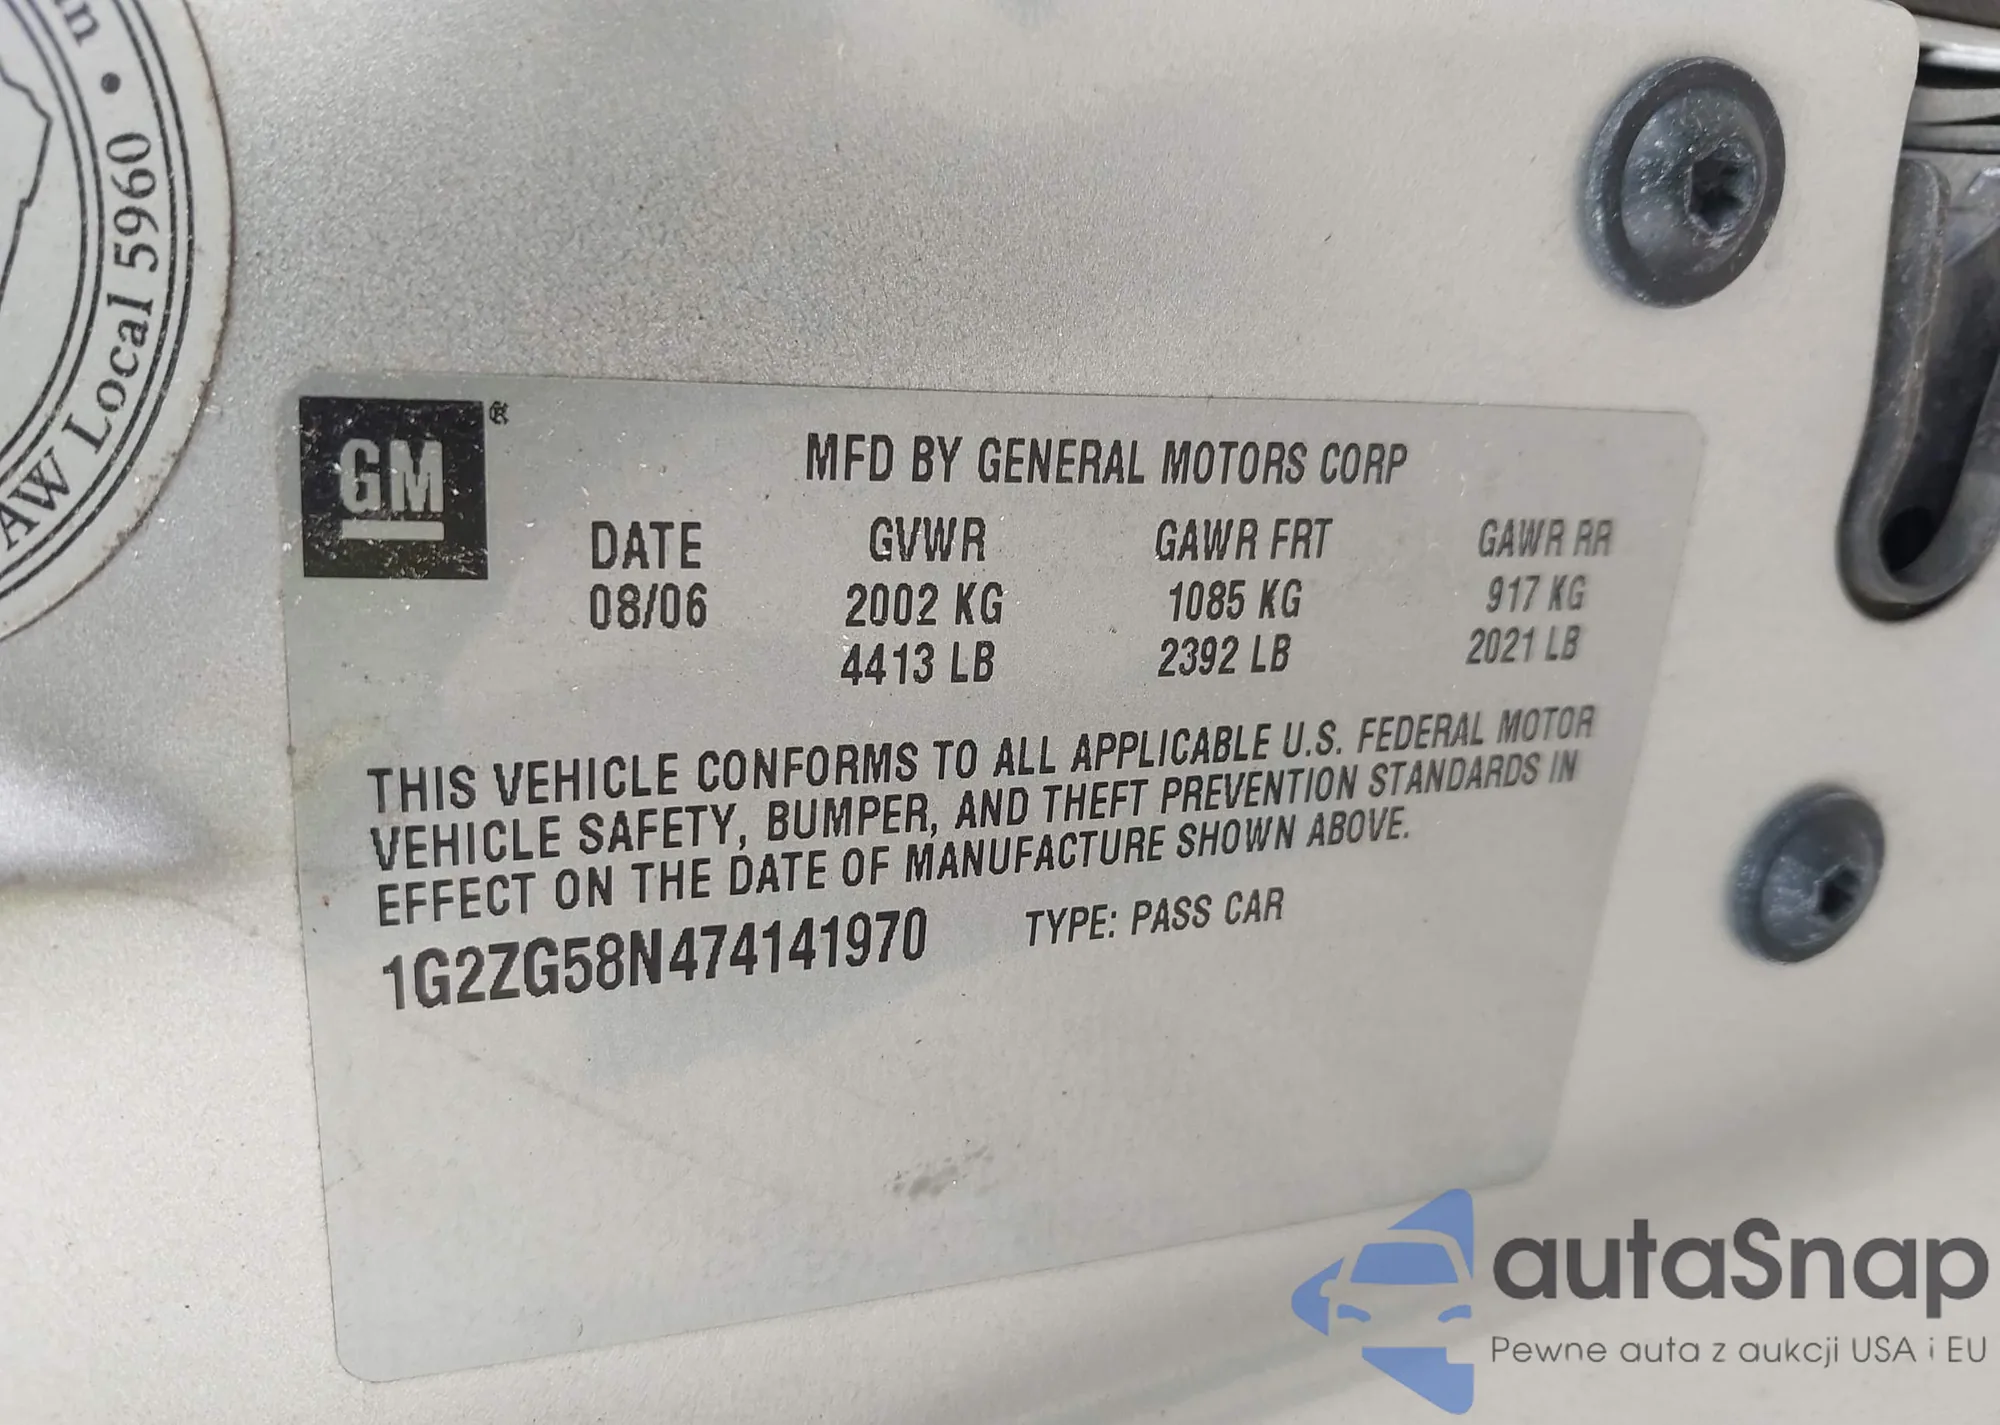 n • 
AW Local 5960
GM ®
MFD BY GENERAL MOTORS CORP
DATE GVWR GAWR FRT GAWR RR
08/06 2002 KG 1085 KG 917 KG
4413 LB 2392 LB 2021 LB
THIS VEHICLE CONFORMS TO ALL APPLICABLE U.S. FEDERAL MOTOR
VEHICLE SAFETY, BUMPER, AND THEFT PREVENTION STANDARDS IN
EFFECT ON THE DATE OF MANUFACTURE SHOWN ABOVE.
1G2ZG58N474141970 TYPE: PASS CAR
autaSnap
Pewne auta z aukcji USA i EU